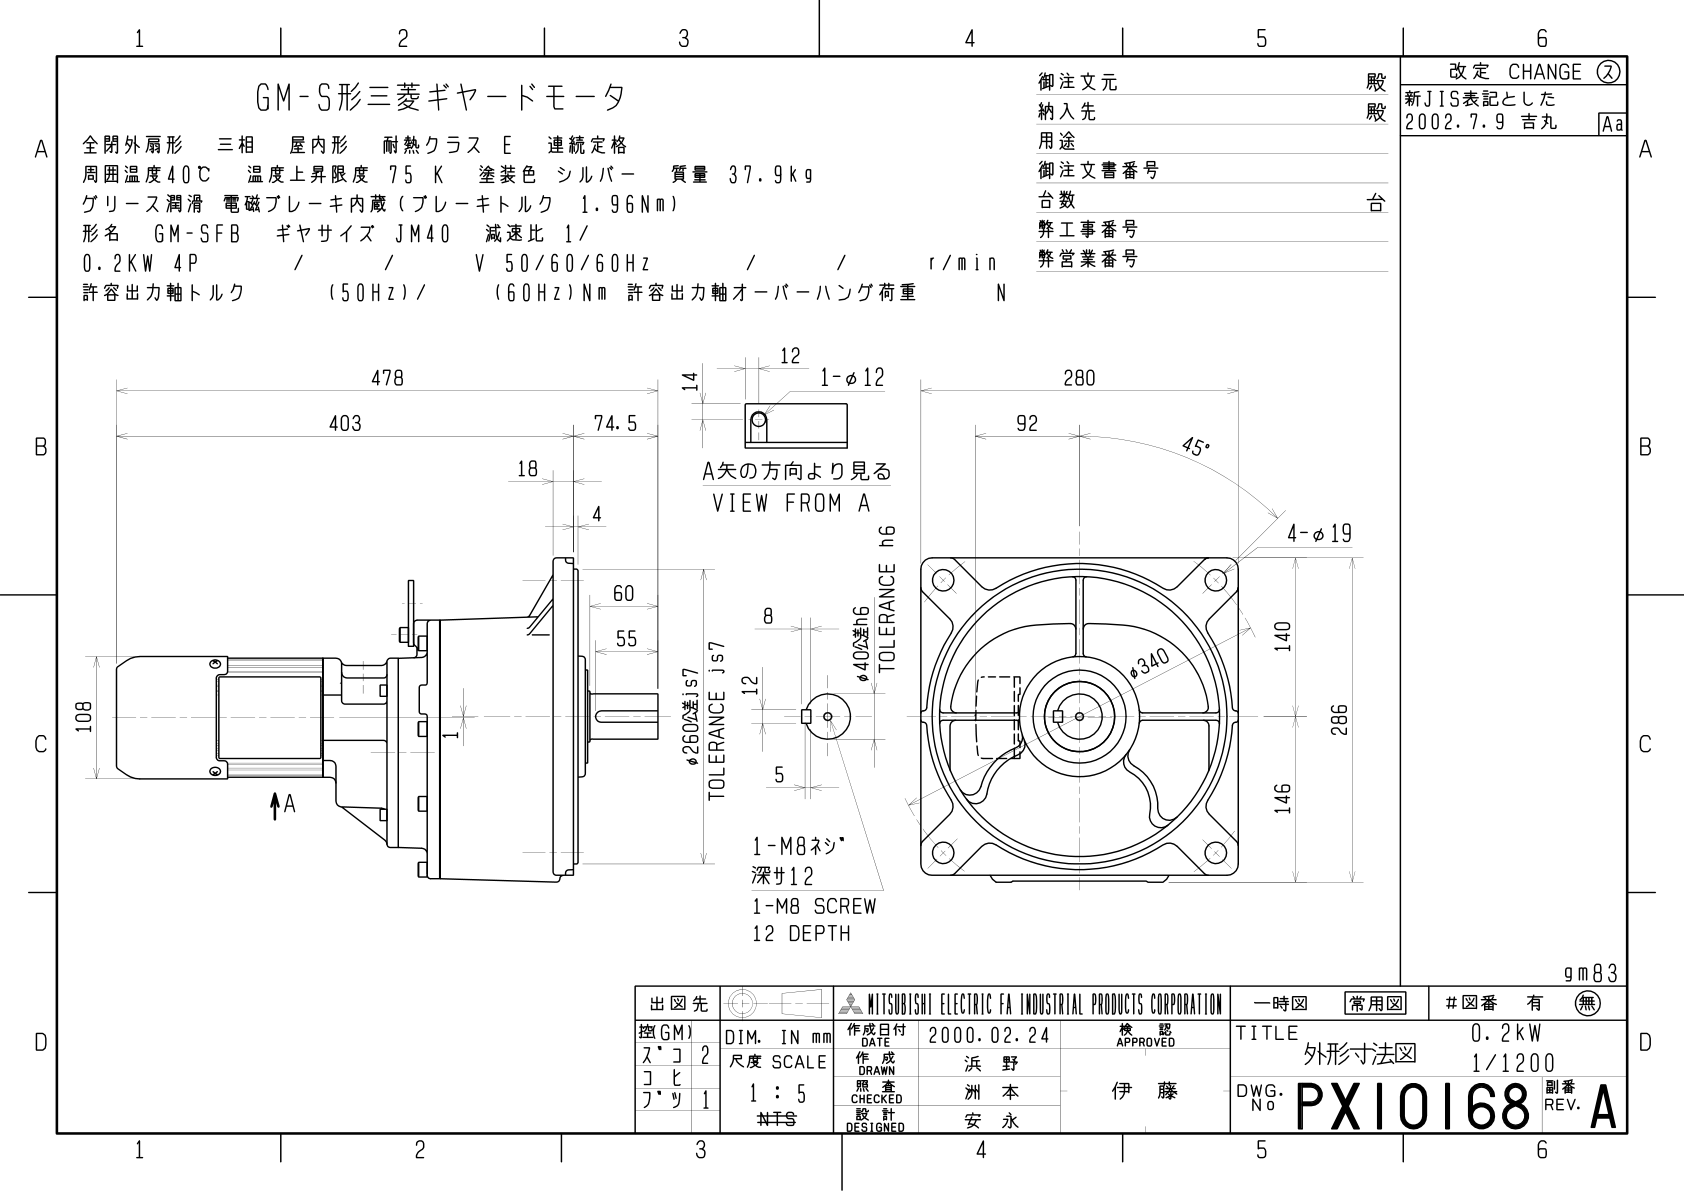 1 2 3 4 5 6
改定 CHANGE ス
新JIS表記とした
2002.7.9 吉丸 Aa
GM-S形三菱ギヤードモータ
全閉外扇形 三相 屋内形 耐熱クラス E 連続定格
周囲温度40℃ 温度上昇限度 75 K 塗装色 シルバー 質量 37.9kg
グリース潤滑 電磁ブレーキ内蔵(ブレーキトルク 1.96Nm)
形名 GM-SFB ギヤサイズ JM40 減速比 1/
0.2KW 4P / / V 50/60/60Hz / / r/min
許容出力軸トルク (50Hz)/ (60Hz)Nm 許容出力軸オーバーハング荷重 N
御注文元 殿
納入先 殿
用途
御注文書番号
台数 台
弊工事番号
弊営業番号
A A
B B
C C
D D
478
403 74.5
18
4
60
55
108
1
A
φ260公差js7
TOLERANCE js7
12
14
1-φ12
A矢の方向より見る
VIEW FROM A
8
12
5
φ40公差h6
TOLERANCE h6
1-M8ネジ
深サ12
1-M8 SCREW
12 DEPTH
280
92
45°
4-φ19
φ340
140
286
146
gm83
出図先
控(GM)
ズコ 2
コヒ
ブツ 1
DIM. IN mm
尺度 SCALE
1 : 5
NTS
MITSUBISHI ELECTRIC FA INDUSTRIAL PRODUCTS CORPORATION
作成日付 DATE 2000.02.24
作成 DRAWN 浜野
照査 CHECKED 洲本
設計 DESIGNED 安永
検認 APPROVED
伊藤
一時図 常用図 #図番 有 無
TITLE 外形寸法図
0.2kW
1/1200
DWG. No PX10168 副番 REV. A
1 2 3 4 5 6